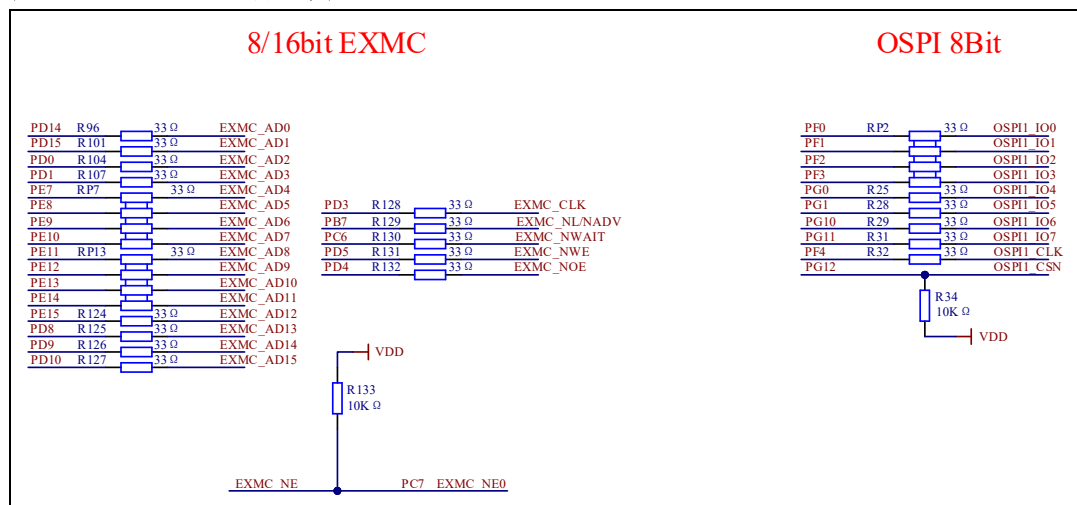 8/16bit EXMC
OSPI 8Bit
PD14 R96 33 Ω EXMC_AD0
PD15 R101 33 Ω EXMC_AD1
PD0 R104 33 Ω EXMC_AD2
PD1 R107 33 Ω EXMC_AD3
PE7 RP7 33 Ω EXMC_AD4
PE8 EXMC_AD5
PE9 EXMC_AD6
PE10 EXMC_AD7
PE11 RP13 33 Ω EXMC_AD8
PE12 EXMC_AD9
PE13 EXMC_AD10
PE14 EXMC_AD11
PE15 R124 33 Ω EXMC_AD12
PD8 R125 33 Ω EXMC_AD13
PD9 R126 33 Ω EXMC_AD14
PD10 R127 33 Ω EXMC_AD15
PD3 R128 33 Ω EXMC_CLK
PB7 R129 33 Ω EXMC_NL/NADV
PC6 R130 33 Ω EXMC_NWAIT
PD5 R131 33 Ω EXMC_NWE
PD4 R132 33 Ω EXMC_NOE
VDD
R133
10K Ω
EXMC_NE PC7 EXMC_NE0
PF0 RP2 33 Ω OSPI1_IO0
PF1 OSPI1_IO1
PF2 OSPI1_IO2
PF3 OSPI1_IO3
PG0 R25 33 Ω OSPI1_IO4
PG1 R28 33 Ω OSPI1_IO5
PG10 R29 33 Ω OSPI1_IO6
PG11 R31 33 Ω OSPI1_IO7
PF4 R32 33 Ω OSPI1_CLK
PG12 OSPI1_CSN
R34
10K Ω
VDD